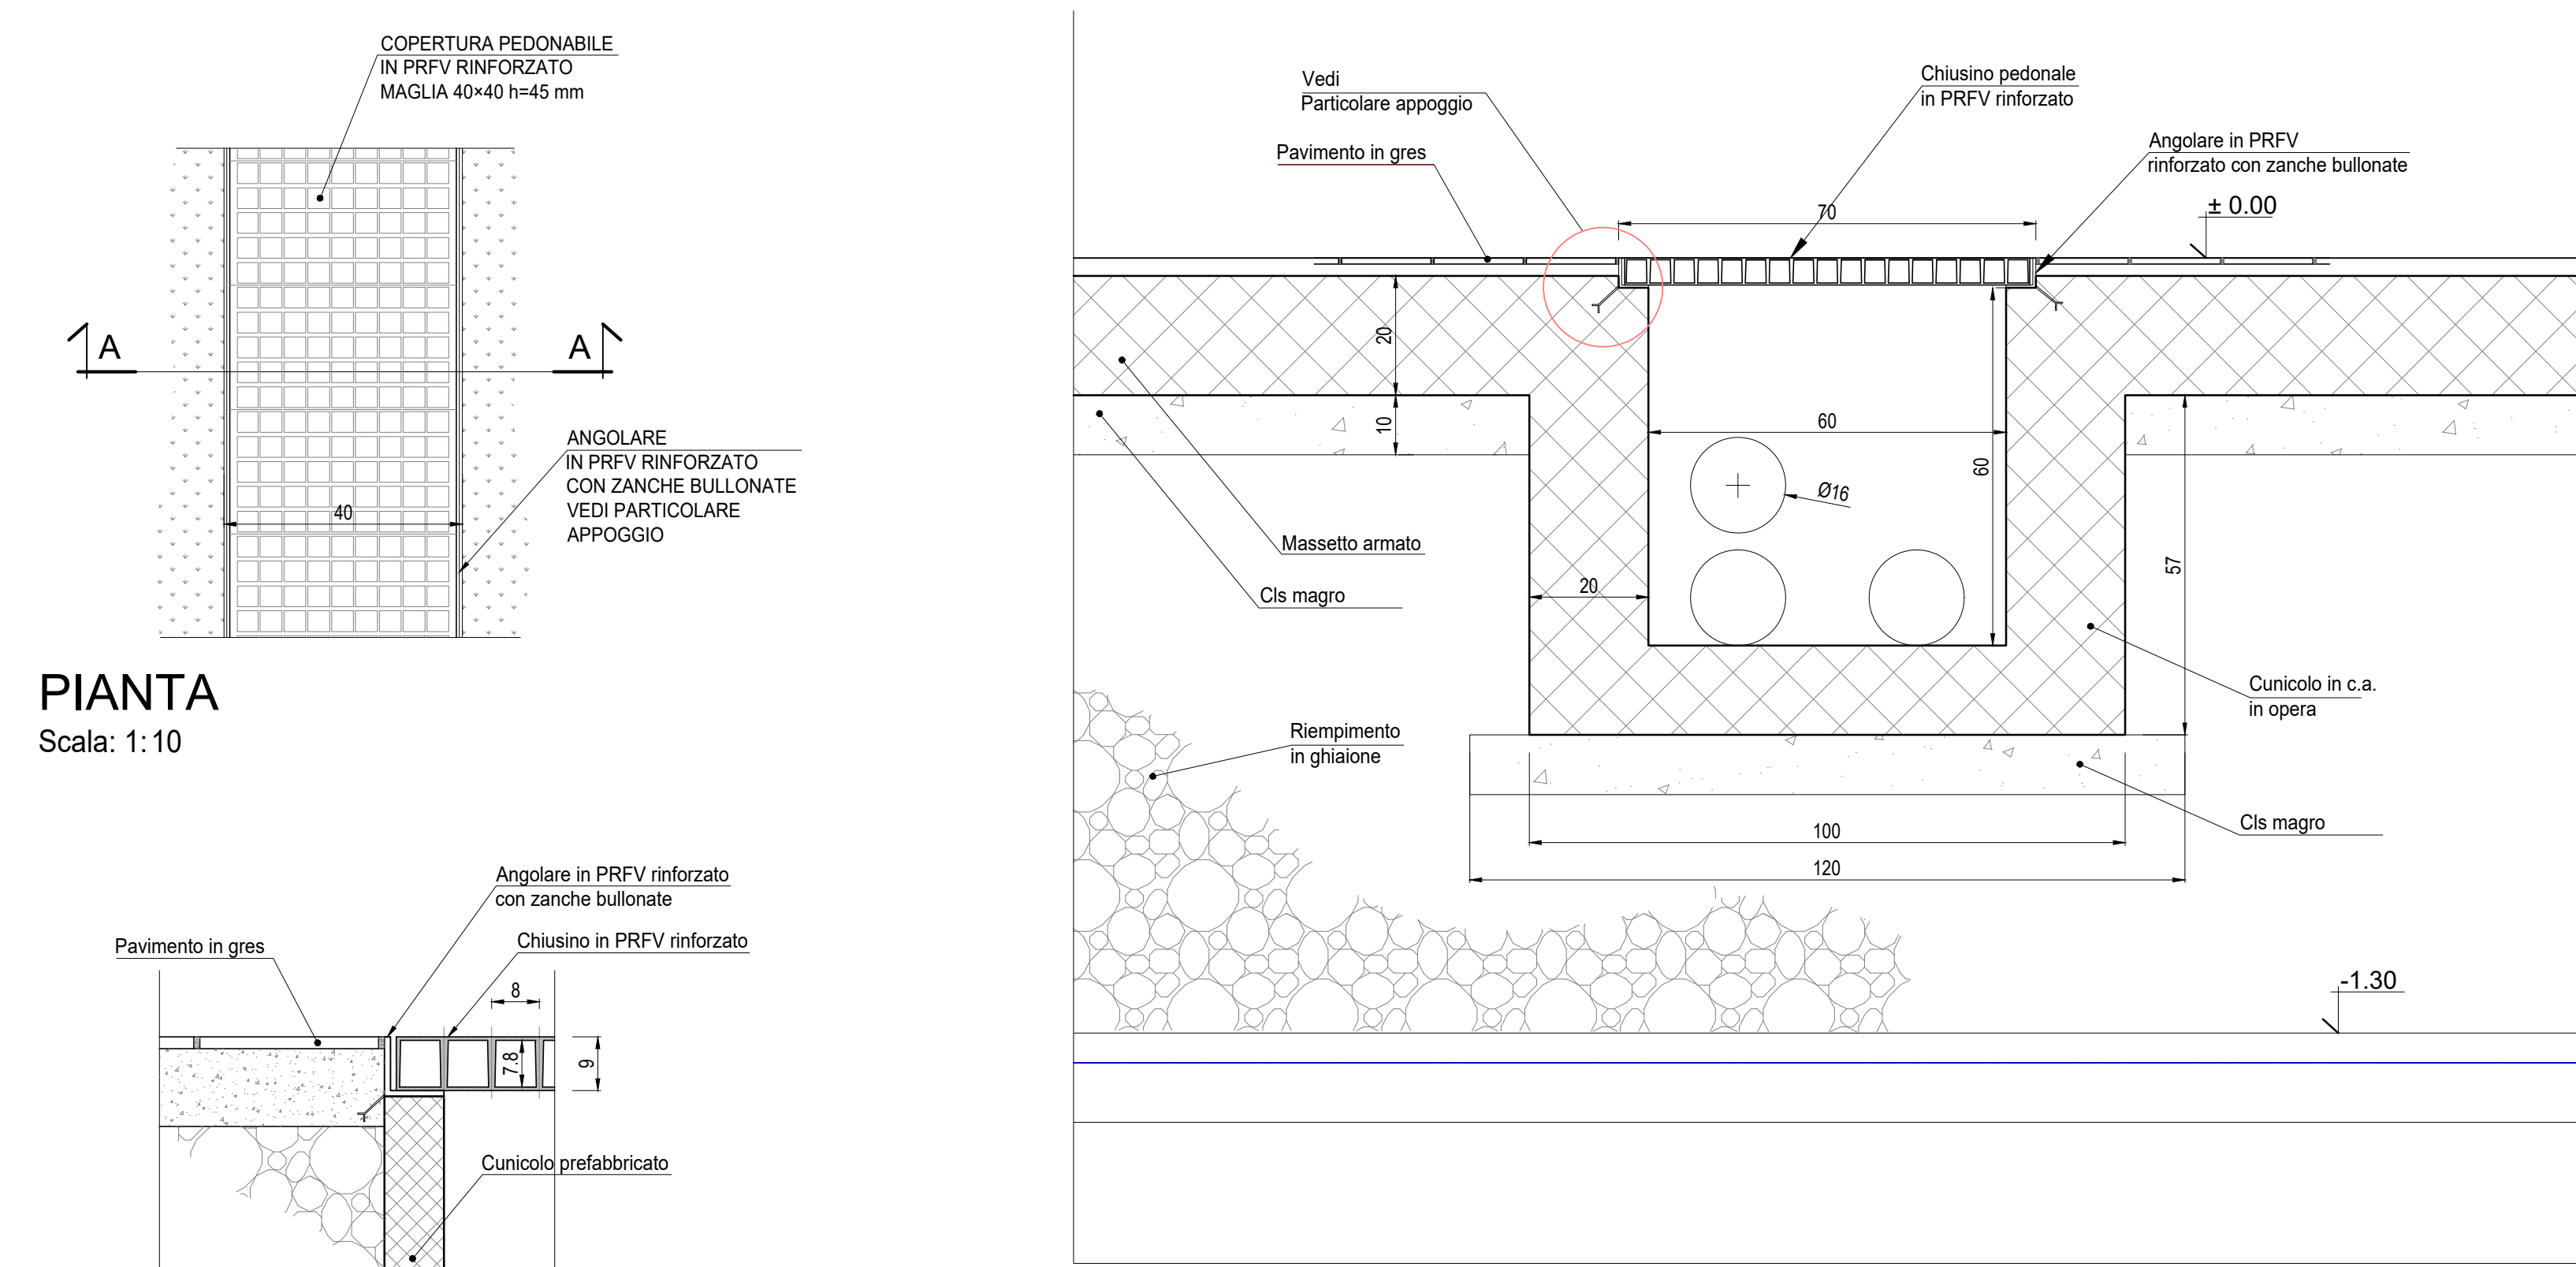 COPERTURA PEDONABILE
IN PRFV RINFORZATO
MAGLIA 40×40 h=45 mm
A
A
ANGOLARE
IN PRFV RINFORZATO
CON ZANCHE BULLONATE
VEDI PARTICOLARE
APPOGGIO
40
PIANTA
Scala: 1:10
Angolare in PRFV rinforzato
con zanche bullonate
Chiusino in PRFV rinforzato
Pavimento in gres
8
7.8
9
Cunicolo prefabbricato
Vedi
Particolare appoggio
Pavimento in gres
Chiusino pedonale
in PRFV rinforzato
Angolare in PRFV
rinforzato con zanche bullonate
± 0.00
70
20
10
60
60
Ø16
20
57
Massetto armato
Cls magro
Cunicolo in c.a.
in opera
Riempimento
in ghiaione
Cls magro
100
120
-1.30